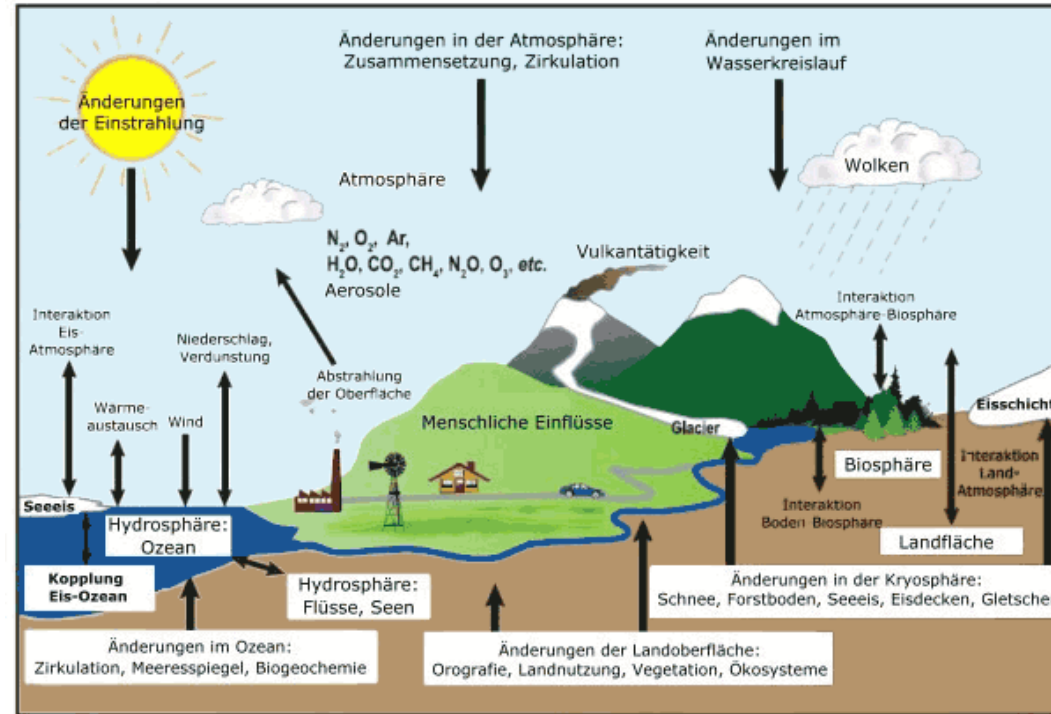 Änderungen in der Atmosphäre:
Zusammensetzung, Zirkulation
Änderungen im
Wasserkreislauf
Änderungen
der Einstrahlung
Wolken
Atmosphäre
N₂, O₂, Ar,
H₂O, CO₂, CH₄, N₂O, O₃, etc.
Aerosole
Vulkantätigkeit
Interaktion
Eis-
Atmosphäre
Niederschlag,
Verdunstung
Interaktion
Atmosphäre-Biosphäre
Abstrahlung
der Oberfläche
Wärme-
austausch
Wind
Menschliche Einflüsse
Glacier
Eisschicht
Biosphäre
Interaktion
Land-
Atmosphäre
Seeeis
Hydrosphäre:
Ozean
Interaktion
Boden-Biosphäre
Landfläche
Kopplung
Eis-Ozean
Hydrosphäre:
Flüsse, Seen
Änderungen in der Kryosphäre:
Schnee, Forstboden, Seeeis, Eisdecken, Gletscher
Änderungen im Ozean:
Zirkulation, Meeresspiegel, Biogeochemie
Änderungen der Landoberfläche:
Orografie, Landnutzung, Vegetation, Ökosysteme